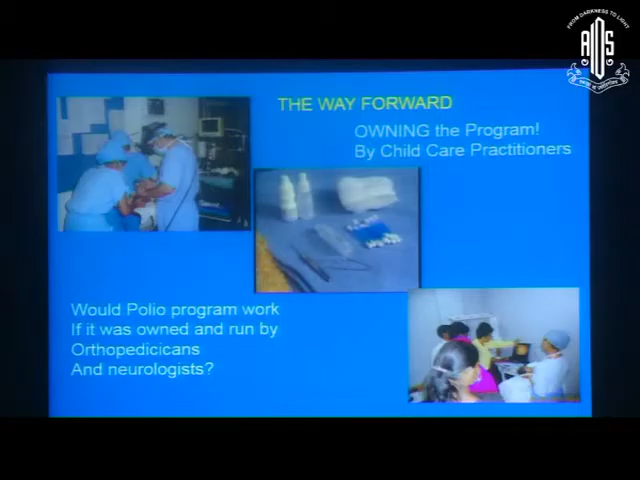 FROM DARKNESS TO LIGHT
AIOS
THE WAY FORWARD
OWNING the Program!
By Child Care Practitioners
Would Polio program work
If it was owned and run by
Orthopedicicans
And neurologists?